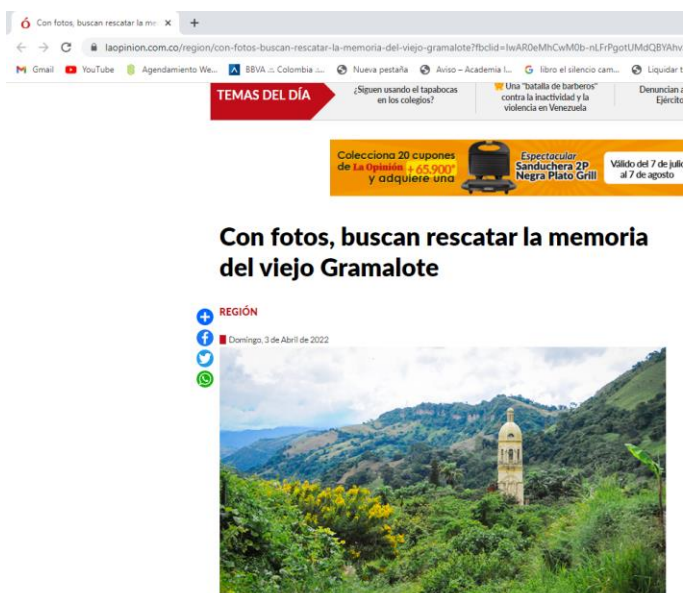 Con fotos, buscan rescatar la me
laopinion.com.co/region/con-fotos-buscan-rescatar-la-memoria-del-viejo-gramalote?fbclid=IwAR0eMhCwM0b-nLFrPgotUMdQBYAhv
Gmail YouTube Agendamiento We... BBVA .:. Colombia .:. Nueva pestaña Aviso – Academia I... libro el silencio cam... Liquidar t
TEMAS DEL DÍA
¿Siguen usando el tapabocas
en los colegios?
Una "batalla de barberos"
contra la inactividad y la
violencia en Venezuela
Denuncian a
Ejército
Colecciona 20 cupones
de La Opinión + 65.900*
y adquiere una
Espectacular
Sanduchera 2P
Negra Plato Grill
Válido del 7 de julio
al 7 de agosto
Con fotos, buscan rescatar la memoria
del viejo Gramalote
REGIÓN
Domingo, 3 de Abril de 2022